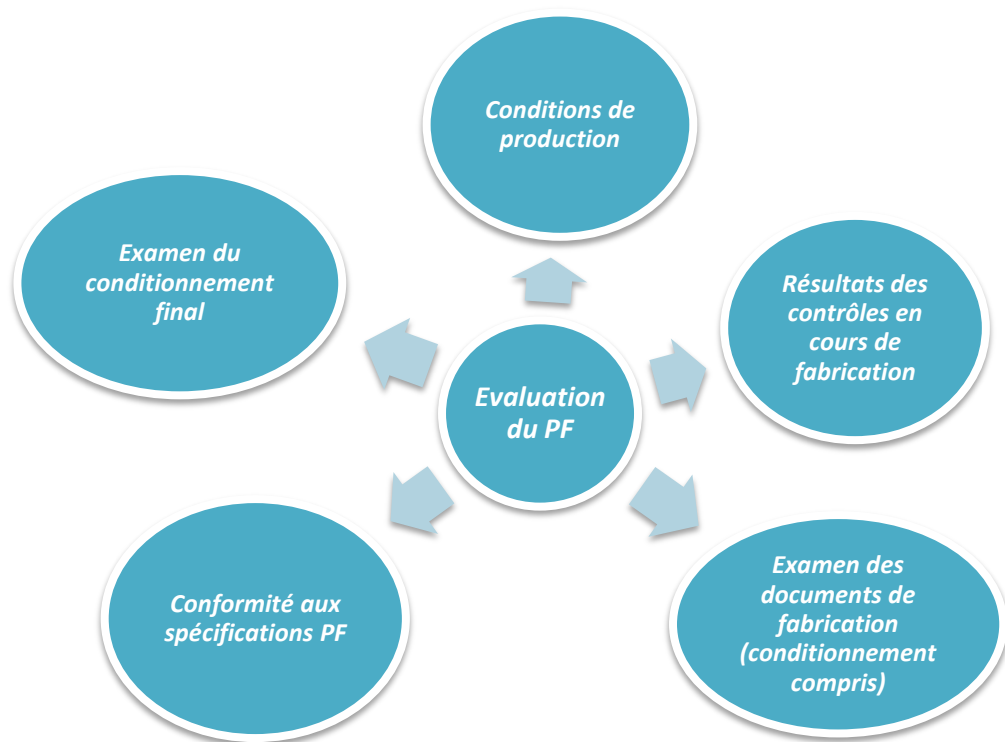 Conditions de
production
Examen du
conditionnement
final
Résultats des
contrôles en
cours de
fabrication
Evaluation
du PF
Conformité aux
spécifications PF
Examen des
documents de
fabrication
(conditionnement
compris)